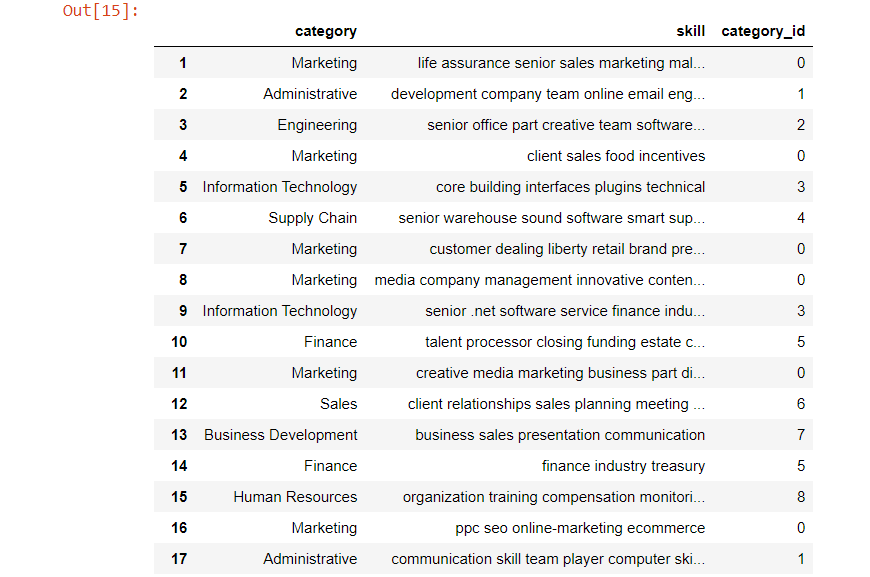 Out[15]:
category skill category_id
1 Marketing life assurance senior sales marketing mal... 0
2 Administrative development company team online email eng... 1
3 Engineering senior office part creative team software... 2
4 Marketing client sales food incentives 0
5 Information Technology core building interfaces plugins technical 3
6 Supply Chain senior warehouse sound software smart sup... 4
7 Marketing customer dealing liberty retail brand pre... 0
8 Marketing media company management innovative conten... 0
9 Information Technology senior .net software service finance indu... 3
10 Finance talent processor closing funding estate c... 5
11 Marketing creative media marketing business part di... 0
12 Sales client relationships sales planning meeting ... 6
13 Business Development business sales presentation communication 7
14 Finance finance industry treasury 5
15 Human Resources organization training compensation monitori... 8
16 Marketing ppc seo online-marketing ecommerce 0
17 Administrative communication skill team player computer ski... 1